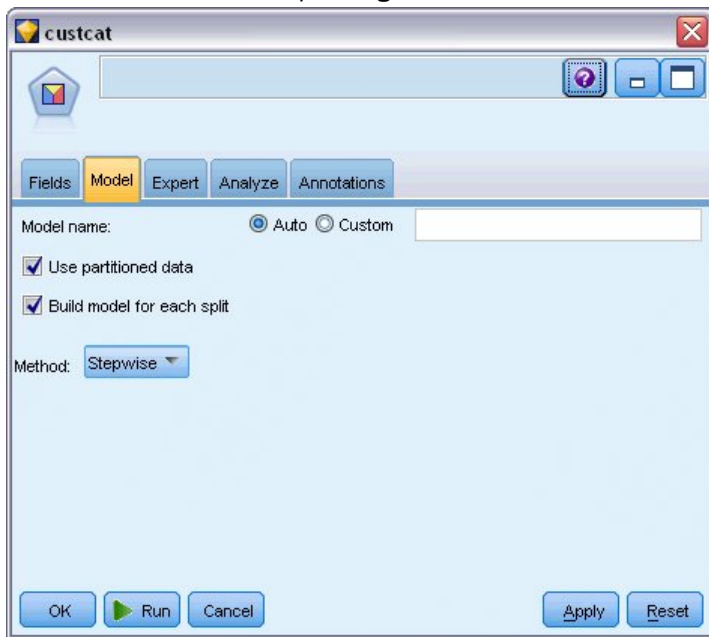 custcat
Fields Model Expert Analyze Annotations
Model name: Auto Custom
Use partitioned data
Build model for each split
Method: Stepwise
OK Run Cancel Apply Reset